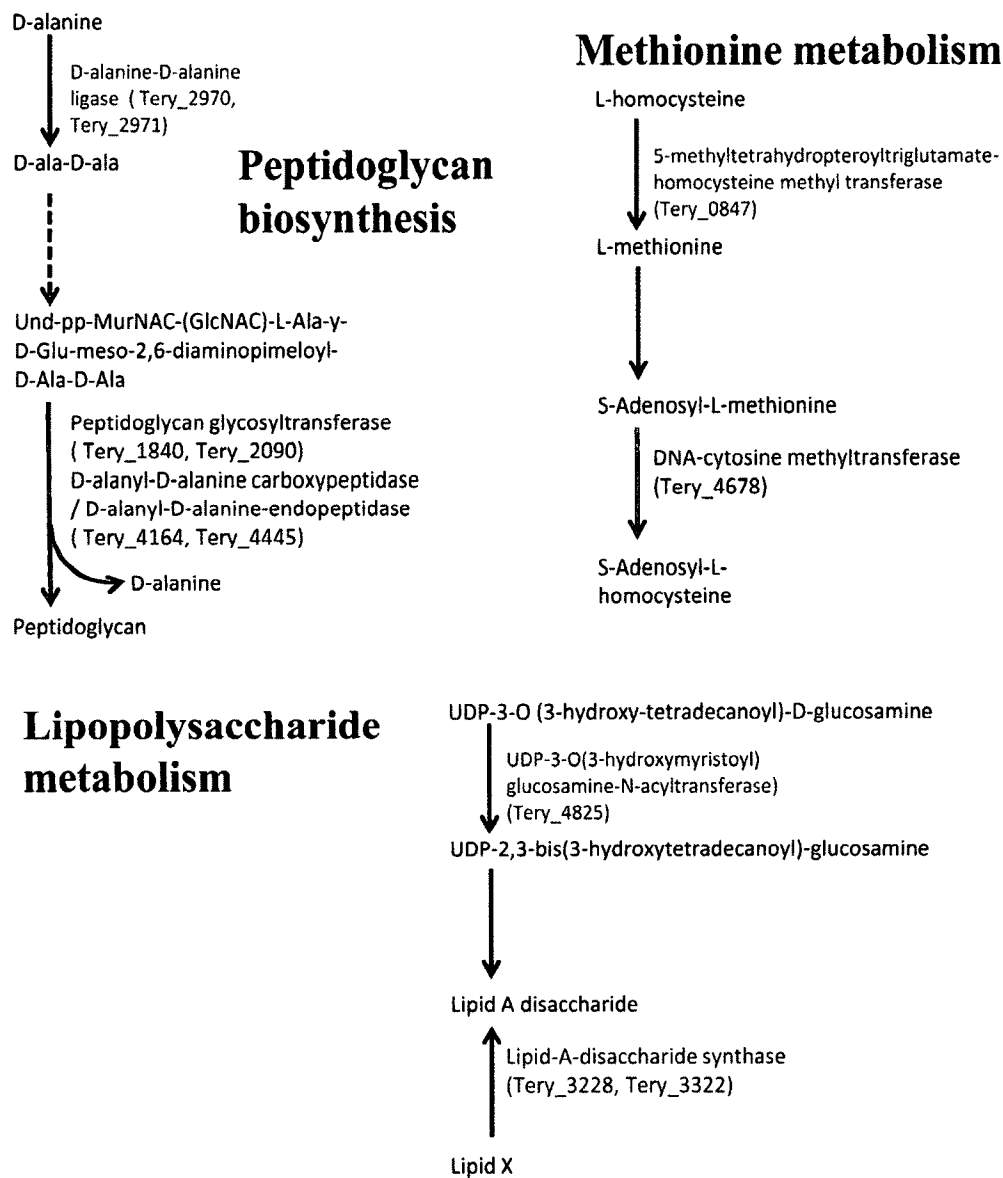 D-alanine
D-alanine-D-alanine
ligase ( Tery_2970,
Tery_2971)
D-ala-D-ala
Peptidoglycan
biosynthesis
Und-pp-MurNAC-(GlcNAC)-L-Ala-y-
D-Glu-meso-2,6-diaminopimeloyl-
D-Ala-D-Ala
Peptidoglycan glycosyltransferase
( Tery_1840, Tery_2090)
D-alanyl-D-alanine carboxypeptidase
/ D-alanyl-D-alanine-endopeptidase
( Tery_4164, Tery_4445)
D-alanine
Peptidoglycan
Methionine metabolism
L-homocysteine
5-methyltetrahydropteroyltriglutamate-
homocysteine methyl transferase
(Tery_0847)
L-methionine
S-Adenosyl-L-methionine
DNA-cytosine methyltransferase
(Tery_4678)
S-Adenosyl-L-
homocysteine
Lipopolysaccharide
metabolism
UDP-3-O (3-hydroxy-tetradecanoyl)-D-glucosamine
UDP-3-O(3-hydroxymyristoyl)
glucosamine-N-acyltransferase)
(Tery_4825)
UDP-2,3-bis(3-hydroxytetradecanoyl)-glucosamine
Lipid A disaccharide
Lipid-A-disaccharide synthase
(Tery_3228, Tery_3322)
Lipid X